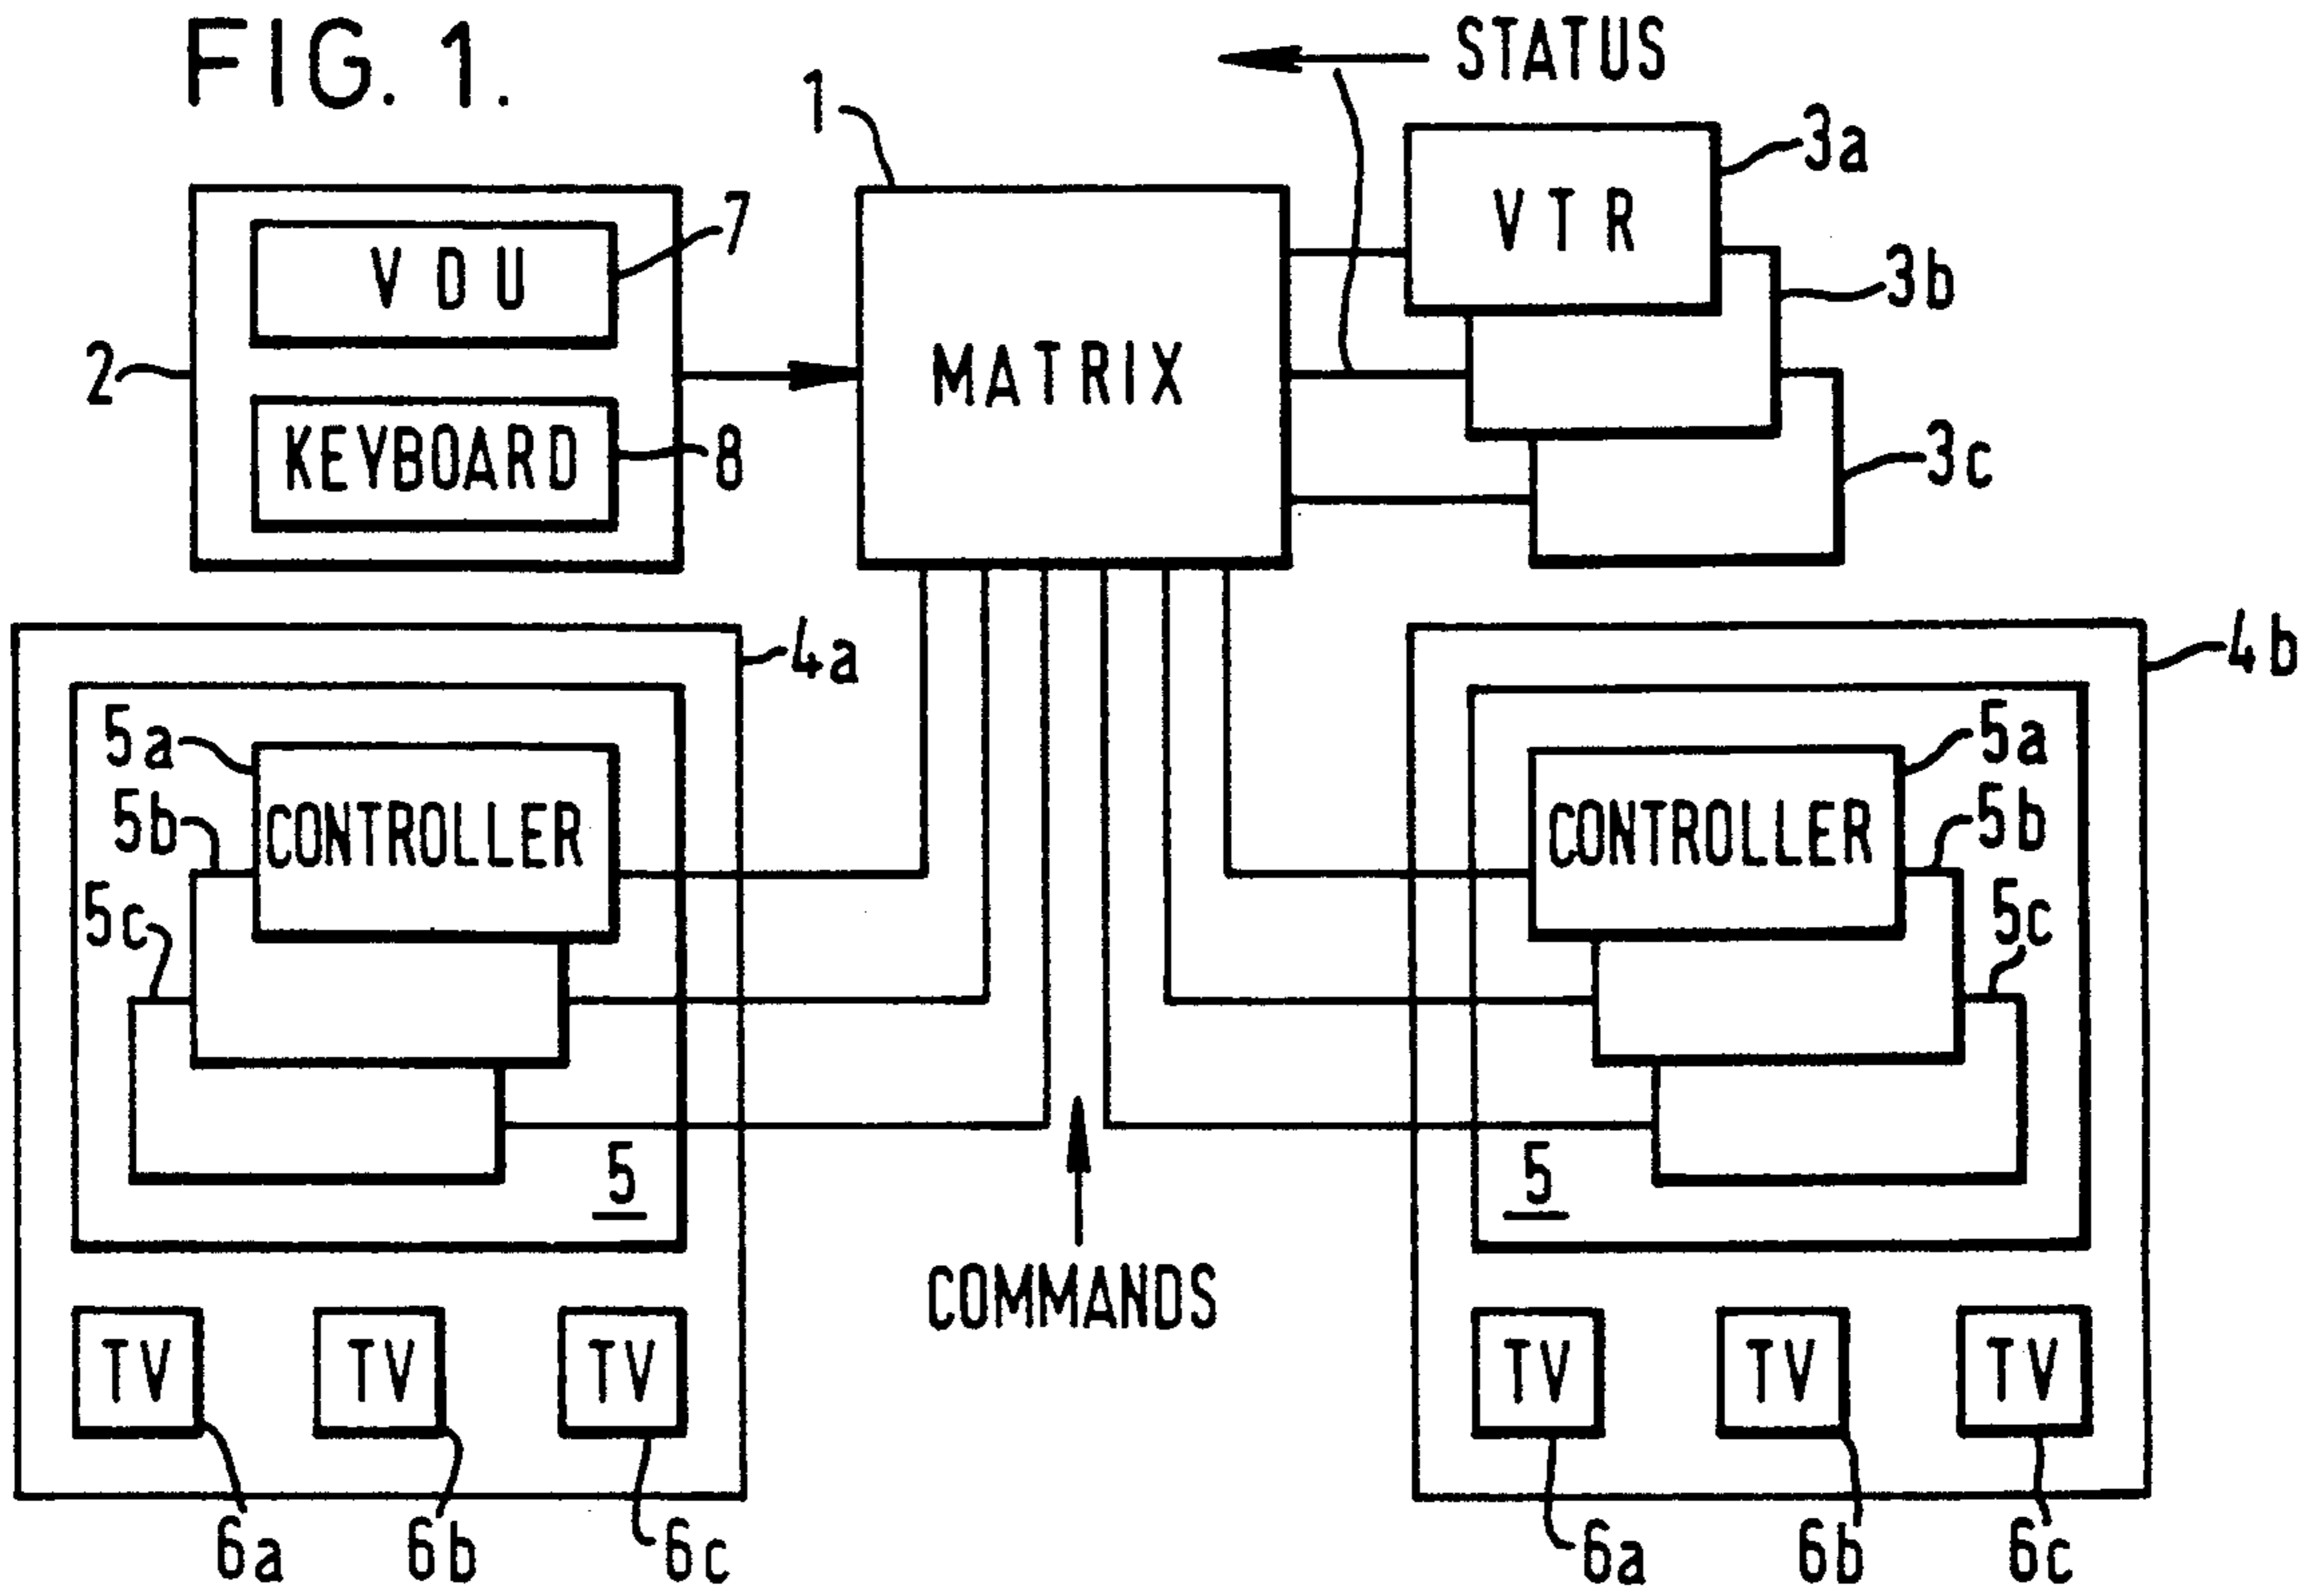 FIG. 1.
STATUS
1
3a
VTR
7
VDU
3b
2
MATRIX
KEYBOARD
8
3c
4a
4b
5a
5a
CONTROLLER
CONTROLLER
5b
5b
5c
5c
5
5
COMMANDS
TV
TV
TV
TV
TV
TV
6a
6b
6c
6a
6b
6c